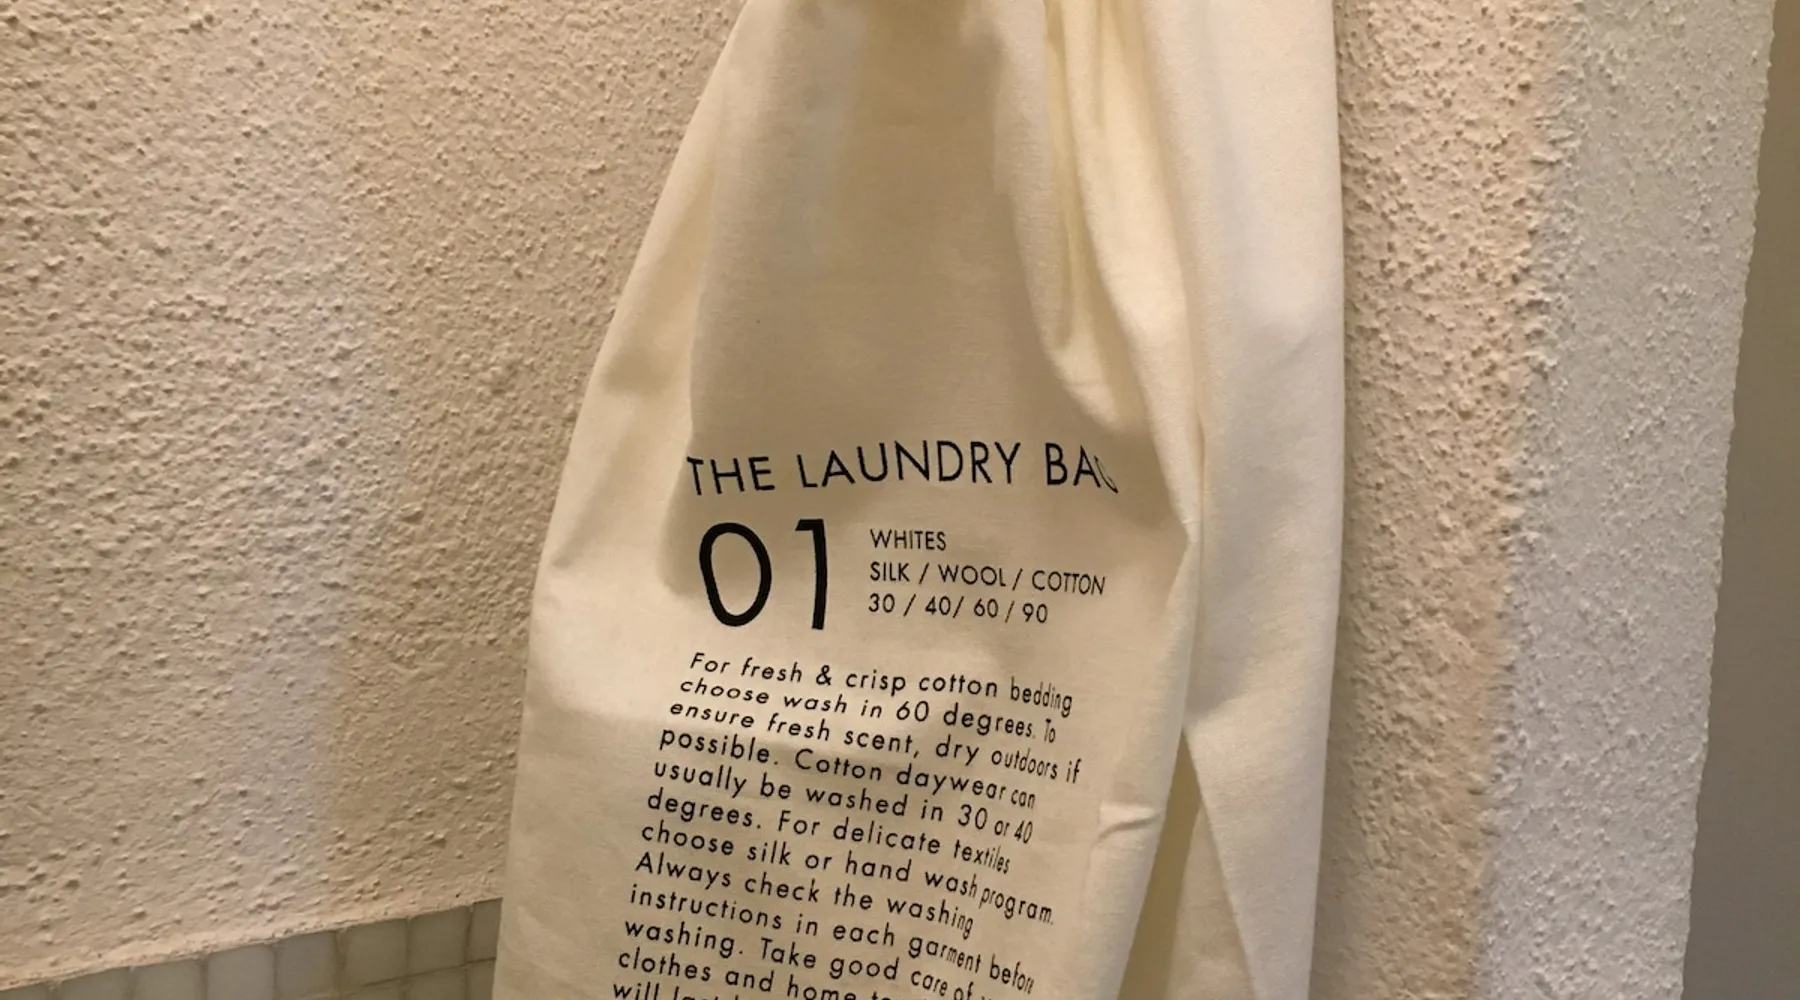 THE LAUNDRY BAG
01
WHITES
SILK / WOOL / COTTON
30 / 40/ 60 / 90
For fresh & crisp cotton bedding
choose wash in 60 degrees. To
ensure fresh scent, dry outdoors if
possible. Cotton daywear can
usually be washed in 30 or 40
degrees. For delicate textiles
choose silk or hand wash program.
Always check the washing
instructions in each garment before
washing. Take good care of
clothes and home
will